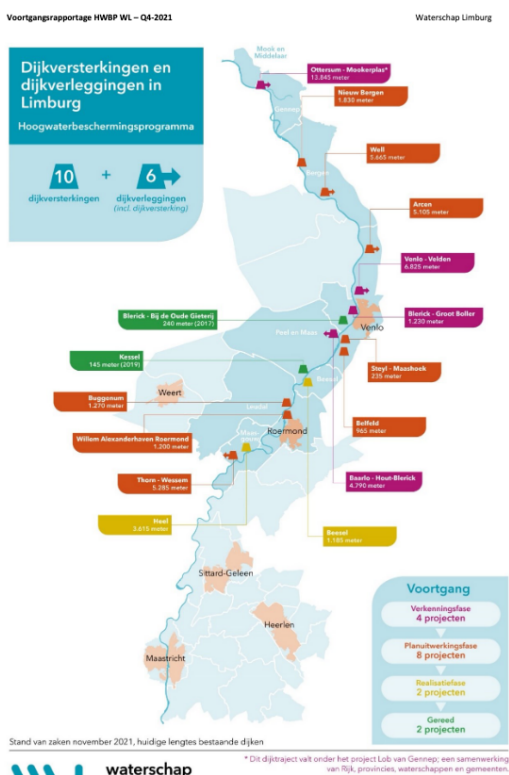 Voortgangsrapportage HWBP WL – Q4-2021
Waterschap Limburg
Dijkversterkingen en
dijkverleggingen in
Limburg
Hoogwaterbeschermingsprogramma
10 + 6
dijkversterkingen
dijkverleggingen
(incl. dijkversterking)
Mook en
Middelaar
Ottersum - Mookerplas*
13.845 meter
Nieuw Bergen
1.830 meter
Gennep
Well
5.665 meter
Bergen
Arcen
5.105 meter
Venlo - Velden
6.825 meter
Blerick - Bij de Oude Gieterij
240 meter (2017)
Blerick - Groot Boller
1.230 meter
Venlo
Peel en Maas
Kessel
145 meter (2019)
Steyl - Maashoek
235 meter
Beesel
Weert
Buggenum
1.270 meter
Leudal
Belfeld
965 meter
Willem Alexanderhaven Roermond
1.200 meter
Roermond
Maas-
gouw
Thorn - Wessem
5.285 meter
Baarlo - Hout-Blerick
4.790 meter
Heel
3.615 meter
Beesel
1.185 meter
Sittard-Geleen
Heerlen
Maastricht
Voortgang
Verkenningsfase
4 projecten
Planuitwerkingsfase
8 projecten
Realisatiefase
2 projecten
Gereed
2 projecten
Stand van zaken november 2021, huidige lengtes bestaande dijken
* Dit dijktraject valt onder het project Lob van Gennep; een samenwerking
van Rijk, provincies, waterschappen en gemeenten.
waterschap